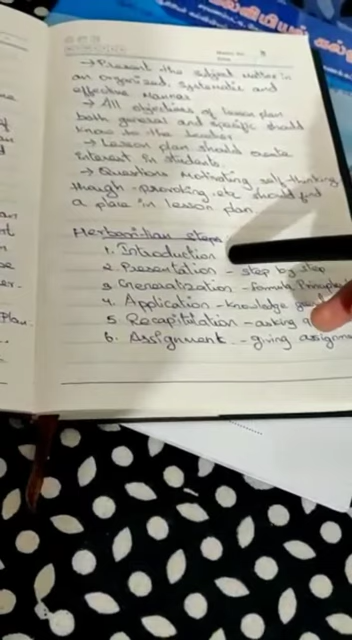 → Present the subject matter in
an organized, systematic and
effective manner
→ All objectives of lesson plan
both general and specific should
know to the teacher
→ Lesson plan should create
interest in students.
→ Questions Motivating self-thinking
though-provoking etc should find
a place in lesson plan.
Herbartian steps
1. Introduction
2. Presentation - step by step
3 Generalization - Formula
4. Application - knowledge
5 Recapitulation - asking
6. Assignment - giving
Plan.